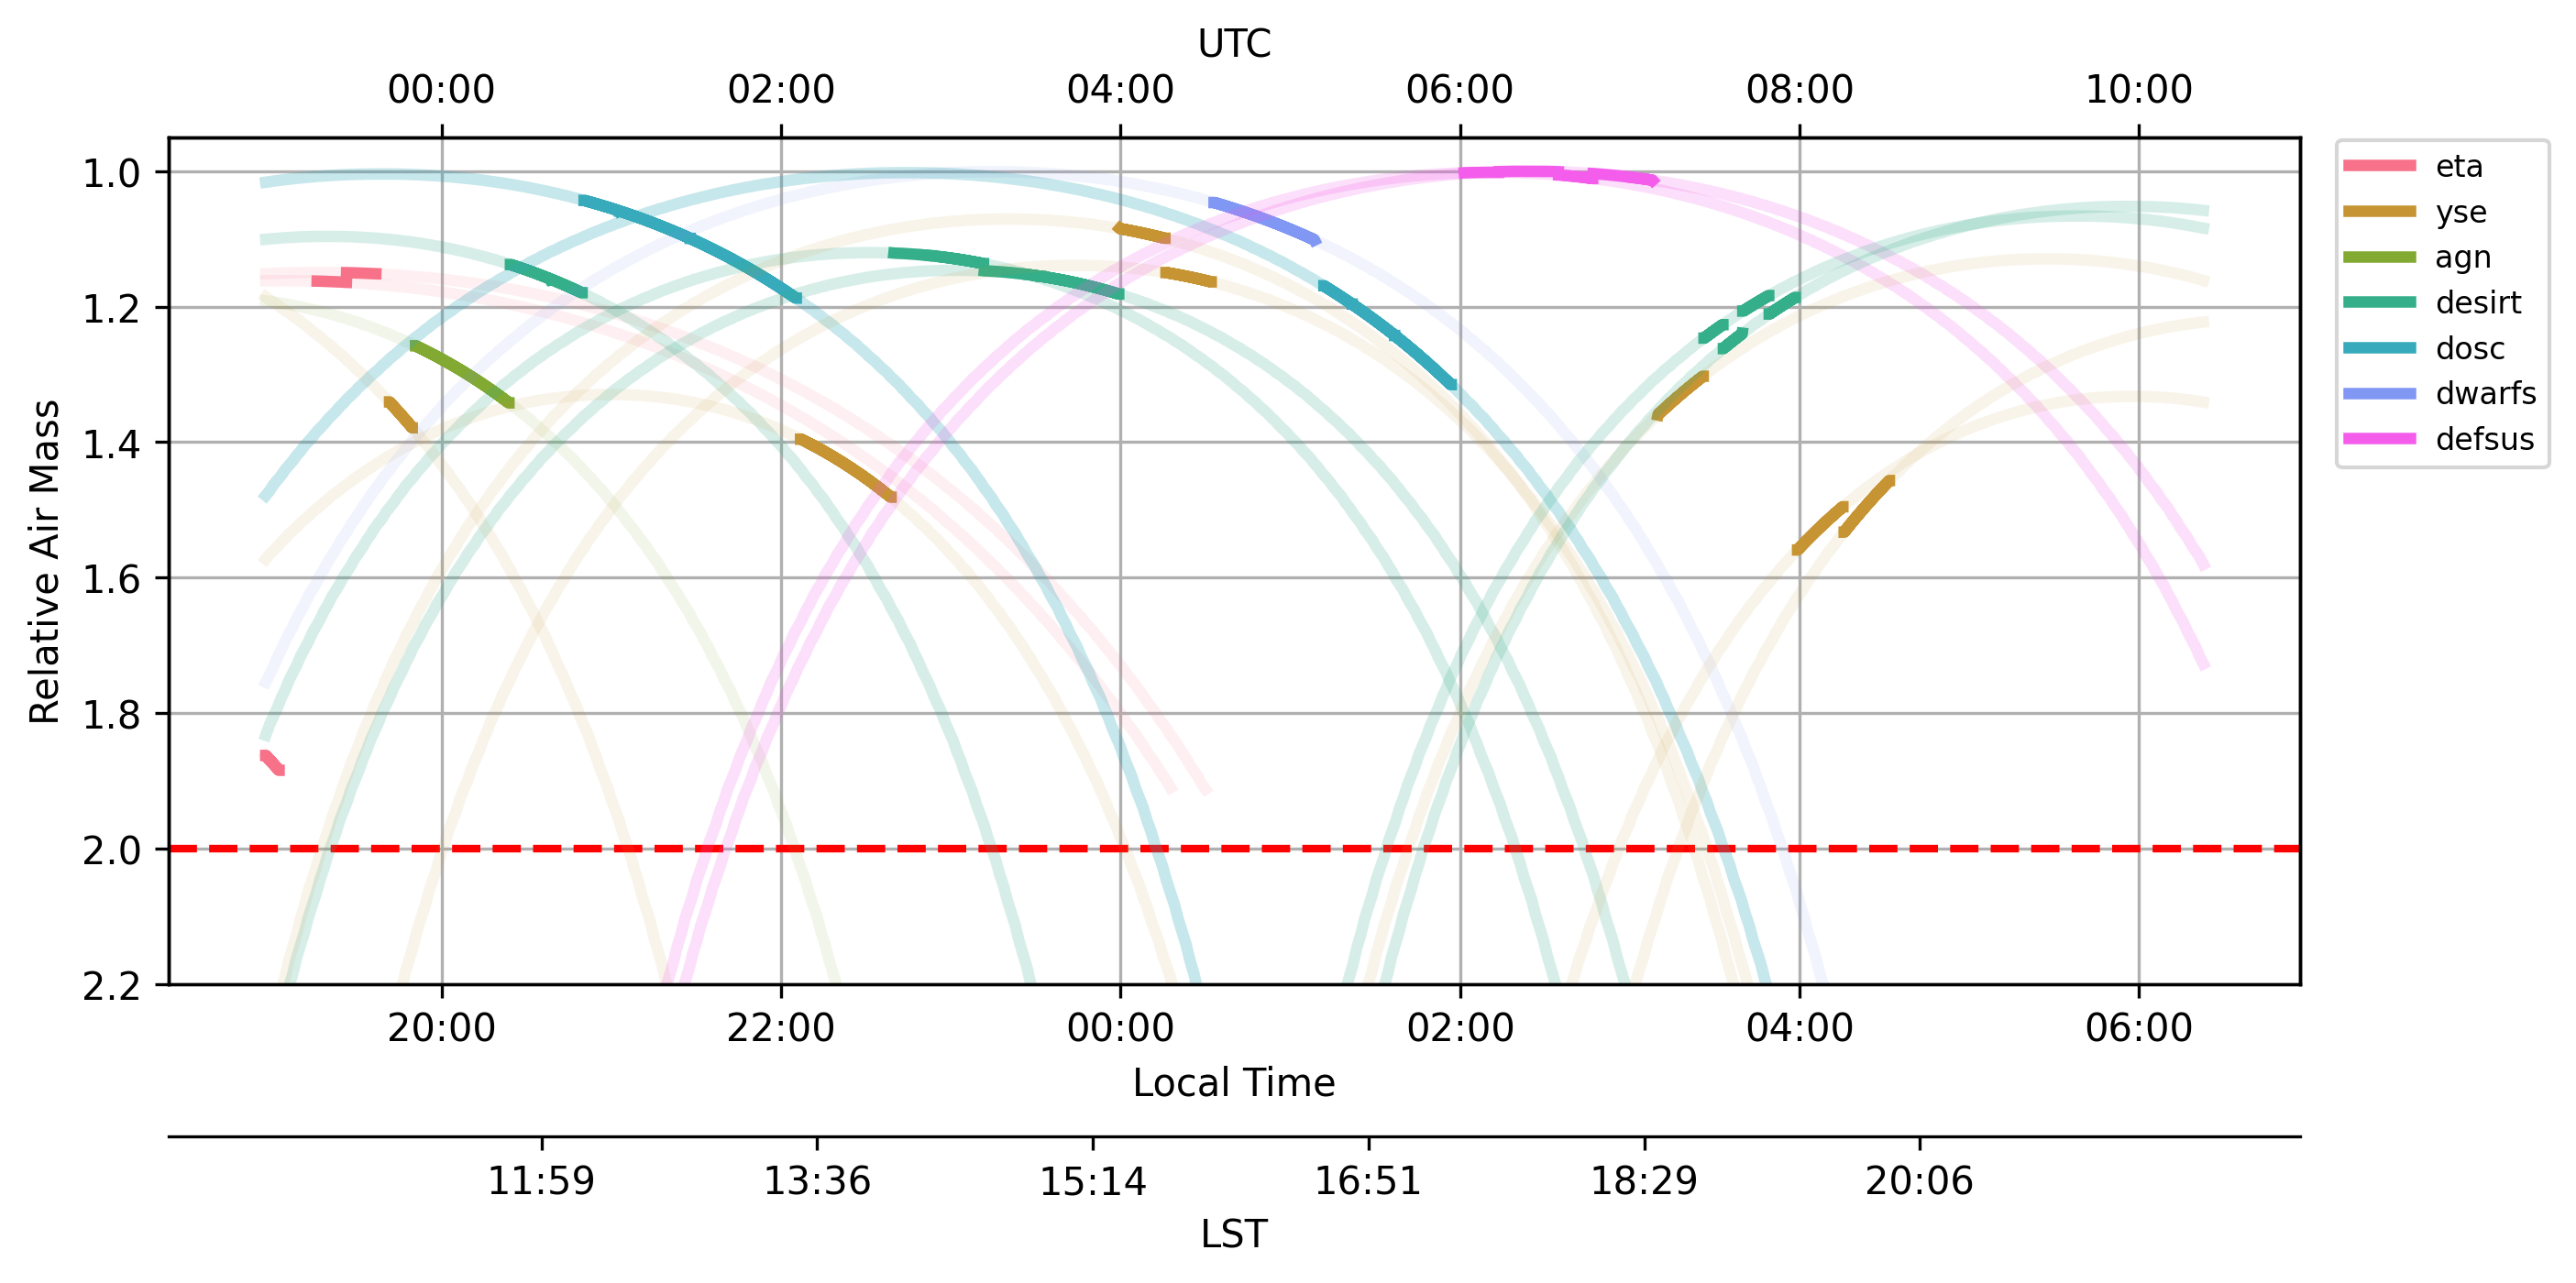 UTC
00:00 02:00 04:00 06:00 08:00 10:00
eta
yse
agn
desirt
dosc
dwarfs
defsus
Relative Air Mass
1.0
1.2
1.4
1.6
1.8
2.0
2.2
20:00 22:00 00:00 02:00 04:00 06:00
Local Time
11:59 13:36 15:14 16:51 18:29 20:06
LST